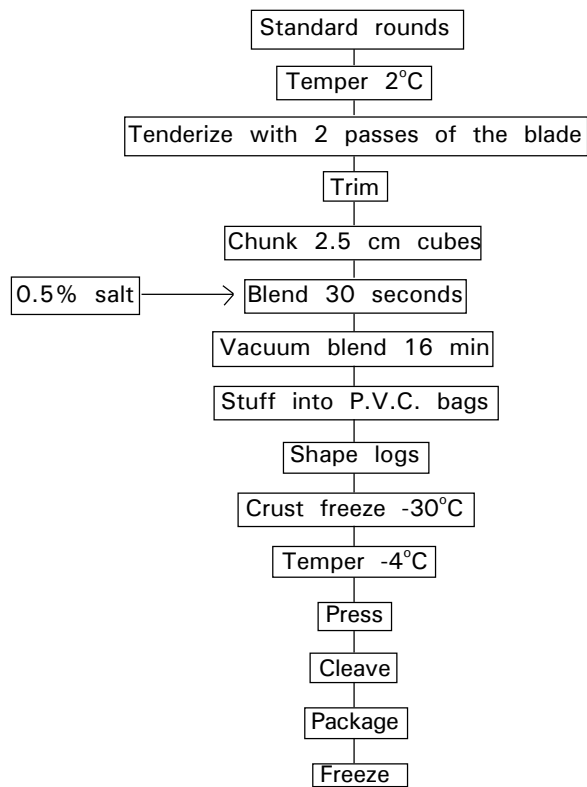 Standard rounds
Temper 2°C
Tenderize with 2 passes of the blade
Trim
Chunk 2.5 cm cubes
0.5% salt
Blend 30 seconds
Vacuum blend 16 min
Stuff into P.V.C. bags
Shape logs
Crust freeze -30°C
Temper -4°C
Press
Cleave
Package
Freeze